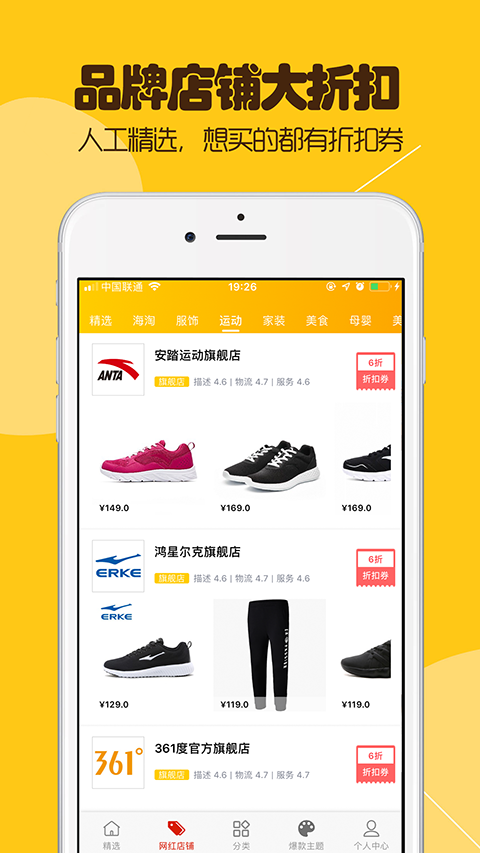 品牌店铺大折扣
人工精选，想买的都有折扣券
中国联通 19:26
精选 海淘 服饰 运动 家装 美食 母婴 美
ANTA
安踏运动旗舰店
旗舰店 描述 4.6 | 物流 4.7 | 服务 4.6
6折
折扣券
¥149.0 ¥169.0 ¥169.0
ERKE
鸿星尔克旗舰店
旗舰店 描述 4.6 | 物流 4.7 | 服务 4.6
折扣券
ERKE
¥129.0 ¥119.0 ¥119.0
361°
361度官方旗舰店
旗舰店 描述 4.6 | 物流 4.7 | 服务 4.6
6折
折扣券
精选 网红店铺 分类 爆款主题 个人中心